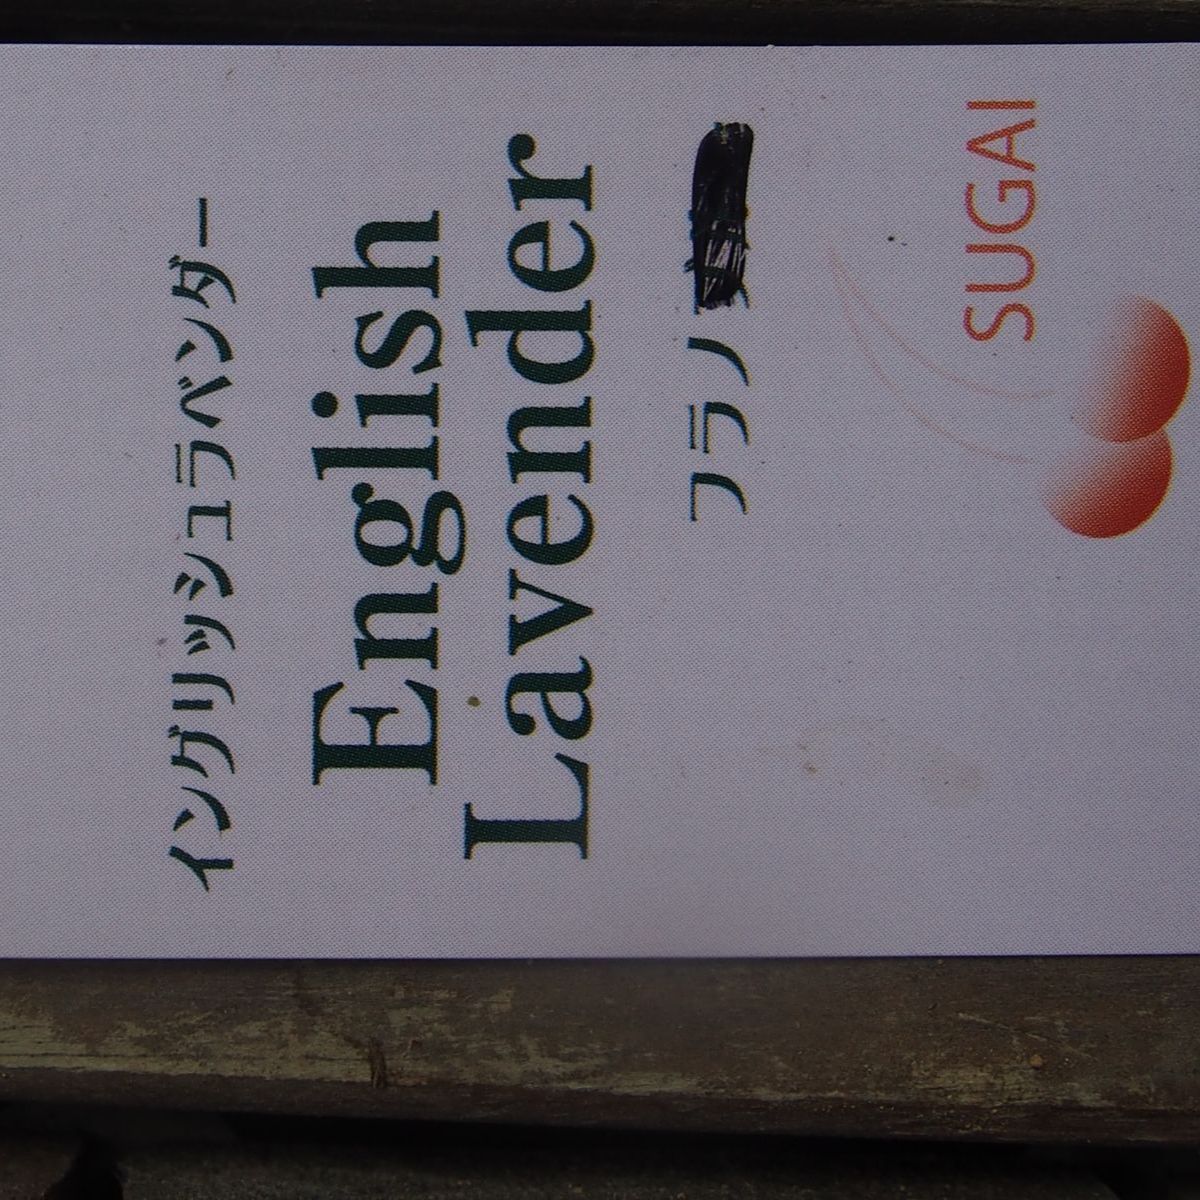 イングリッシュラベンダー
English
Lavender
フラノ
SUGAI